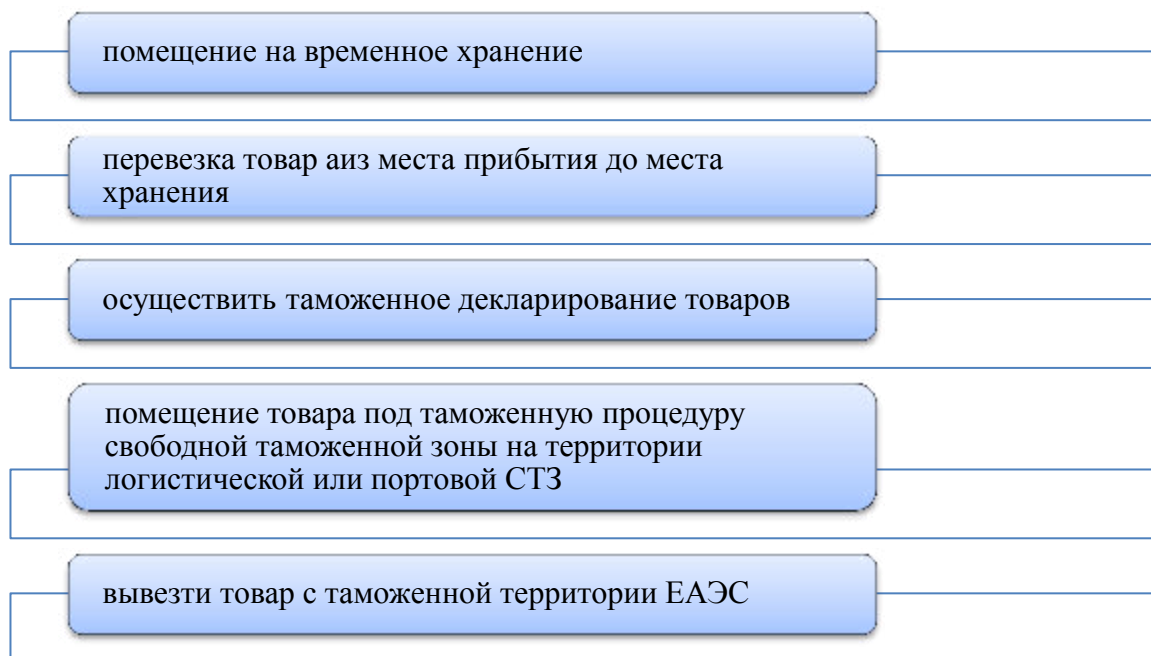 помещение на временное хранение
перевезка товар аиз места прибытия до места
хранения
осуществить таможенное декларирование товаров
помещение товара под таможенную процедуру
свободной таможенной зоны на территории
логистической или портовой СТЗ
вывезти товар с таможенной территории ЕАЭС